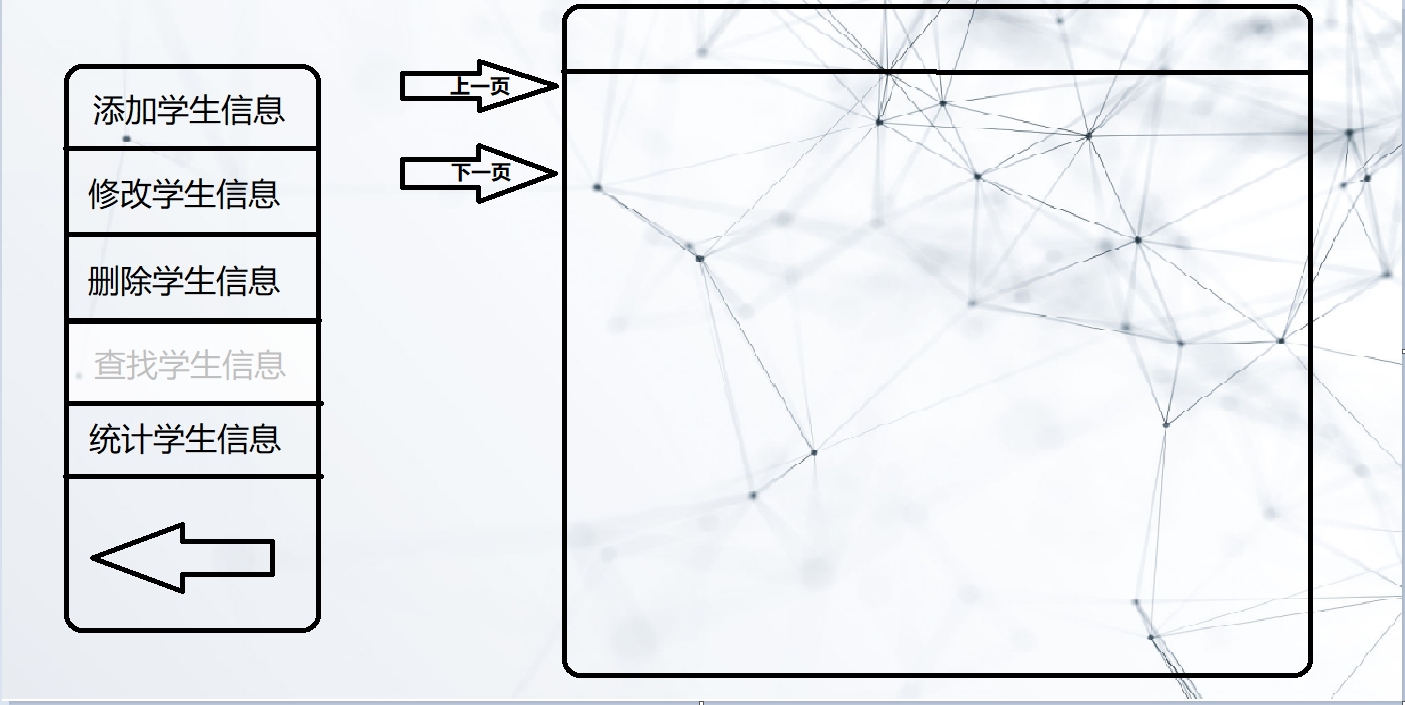 添加学生信息
修改学生信息
删除学生信息
查找学生信息
统计学生信息
上一页
下一页